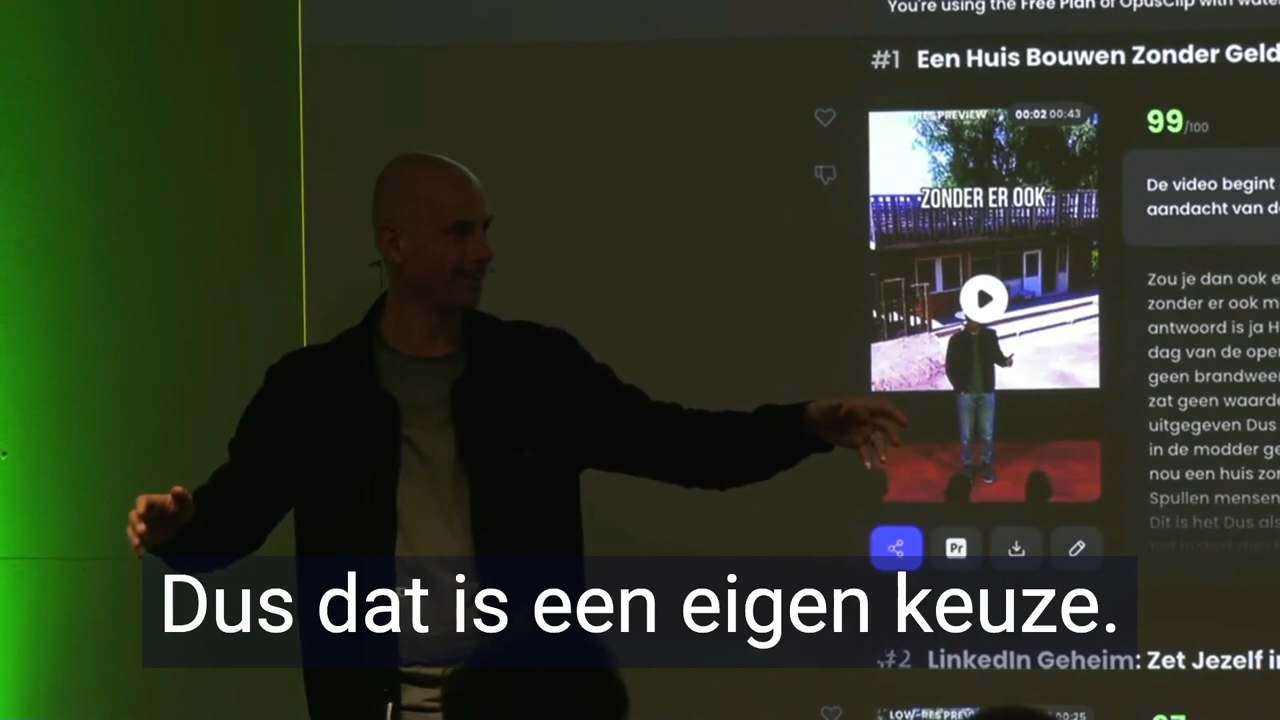 You're using the Free Plan of OpusClip with
#1 Een Huis Bouwen Zonder Geld
PREVIEW 00:02 00:43
99/100
ZONDER ER OOK
De video begint
aandacht van
Zou je dan ook
zonder er ook
antwoord is ja
dag van de
geen
zat geen
uitgegeven Dus
in de modder
nou een huis
Spullen mensen
Dit is het Dus
Pr
Dus dat is een eigen keuze.
#2 LinkedIn Geheim: Zet Jezelf
LOW-RES 00:25